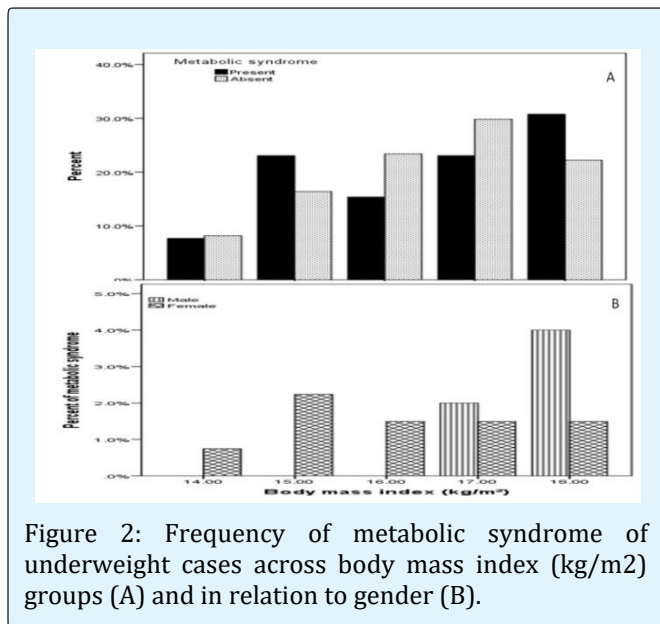 Metabolic syndrome
Present
Absent
A
40.0%
30.0%
20.0%
10.0%
.0%
Percent
Male
Female
B
5.0%
4.0%
3.0%
2.0%
1.0%
.0%
Percent of metabolic syndrome
14.00 15.00 16.00 17.00 18.00
Body mass index (kg/m²)
Figure 2: Frequency of metabolic syndrome of
underweight cases across body mass index (kg/m2)
groups (A) and in relation to gender (B).